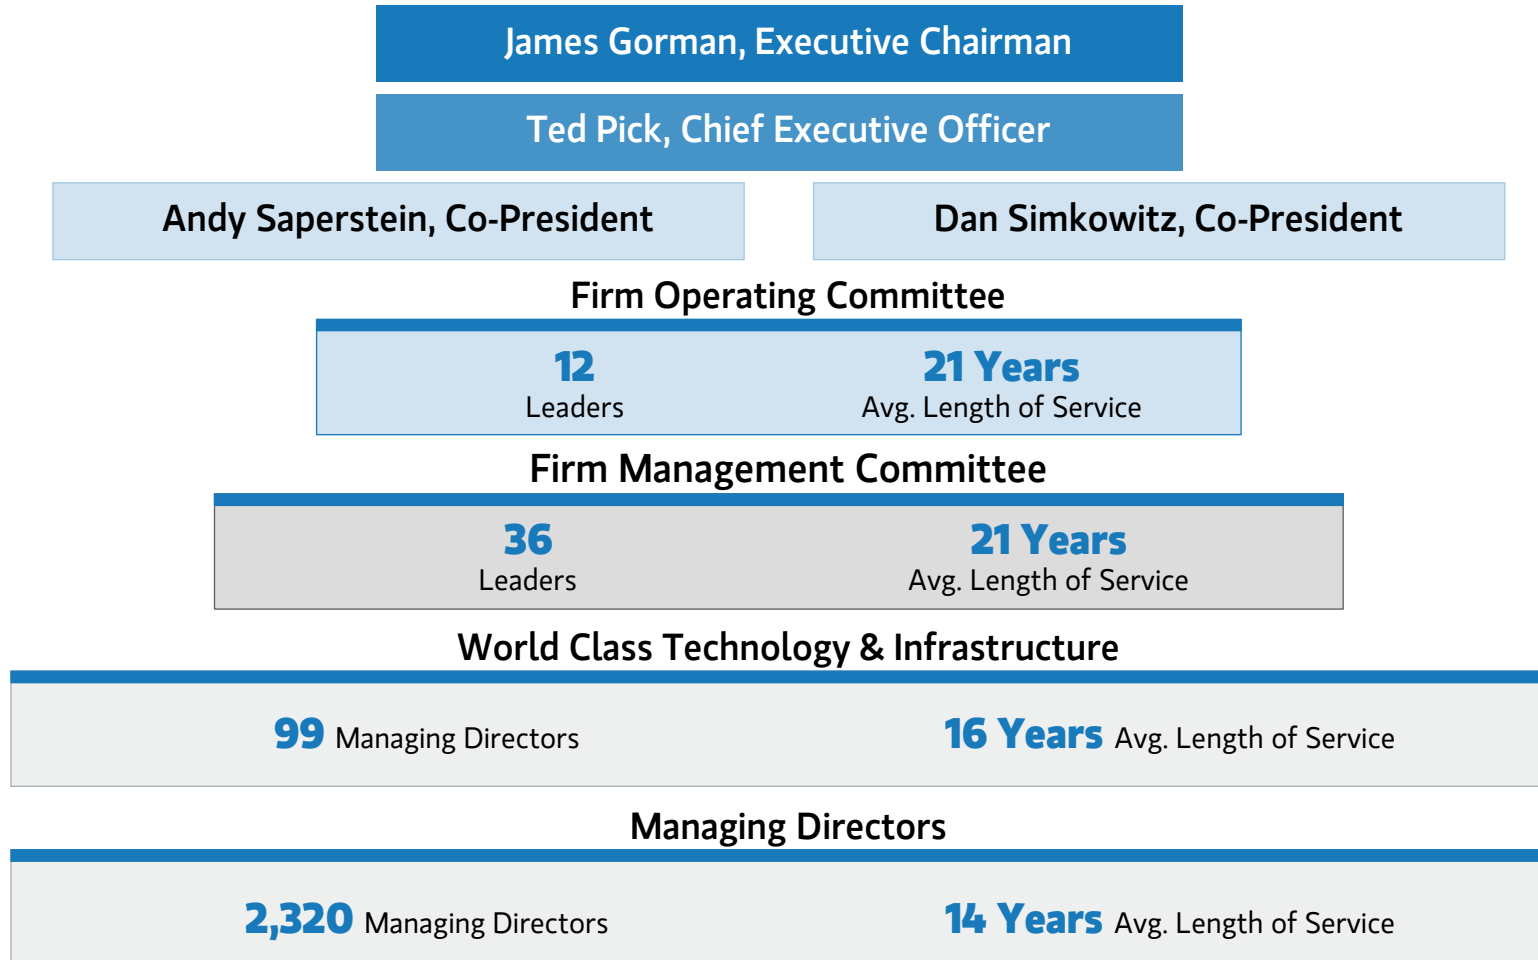 James Gorman, Executive Chairman
Ted Pick, Chief Executive Officer
Andy Saperstein, Co-President
Dan Simkowitz, Co-President
Firm Operating Committee
12
21 Years
Leaders
Avg. Length of Service
Firm Management Committee
36
21 Years
Leaders
Avg. Length of Service
World Class Technology & Infrastructure
99 Managing Directors
16 Years Avg. Length of Service
Managing Directors
2,320 Managing Directors
14 Years Avg. Length of Service